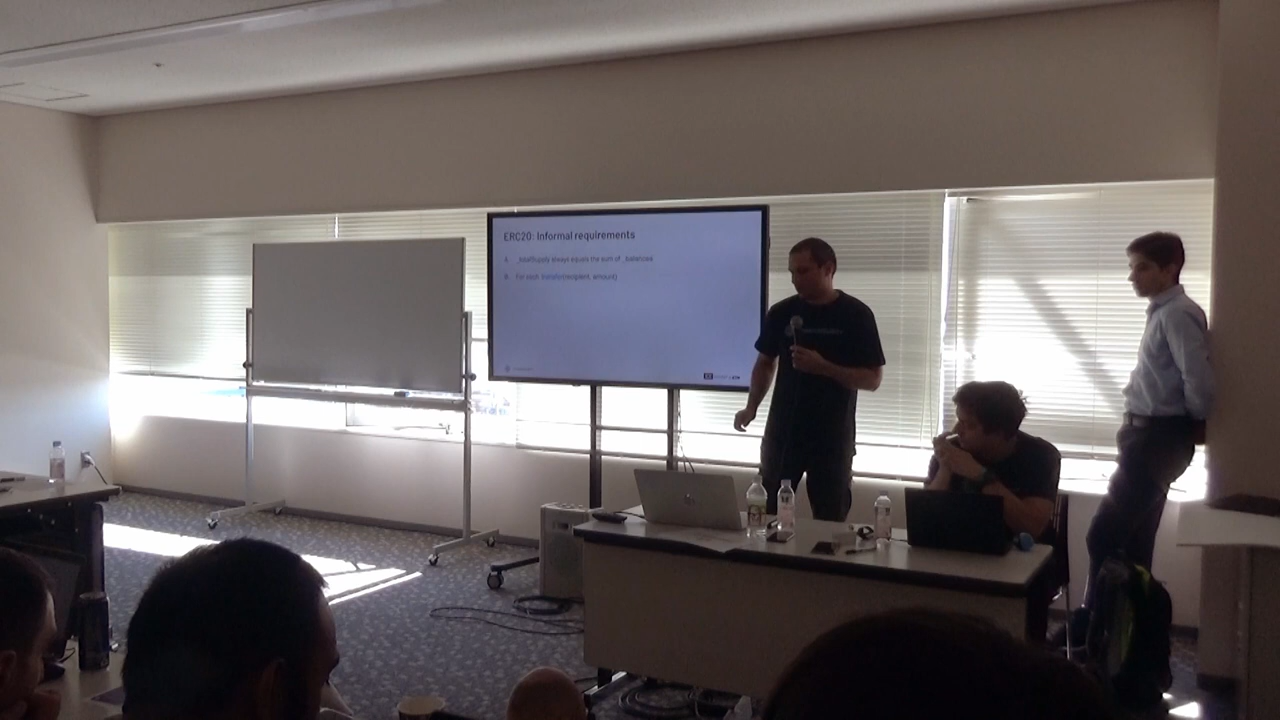 ERC20: Informal requirements
A. _totalSupply always equals the sum of _balances
B. For each transfer(recipient, amount)